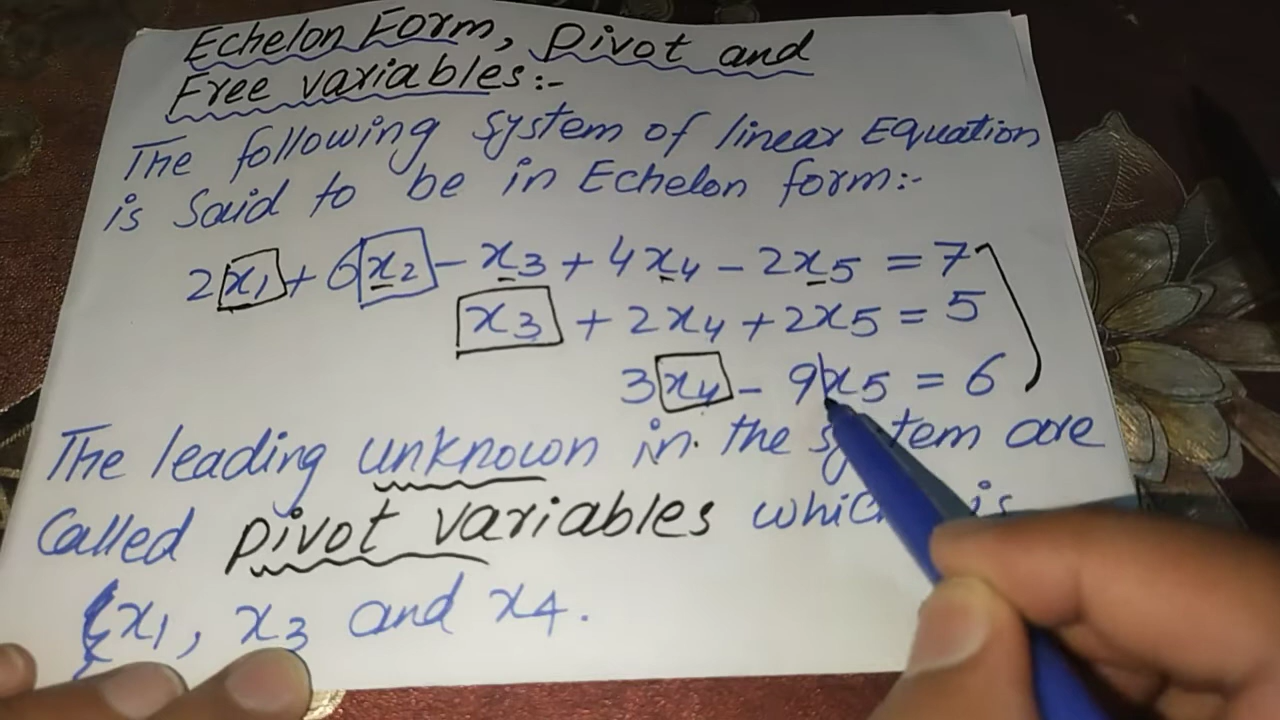 Echelon Form, Pivot and
Free variables:-
The following system of linear Equation
is Said to be in Echelon form:-
2x1 + 6x2 - x3 + 4x4 - 2x5 = 7
x3 + 2x4 + 2x5 = 5
3x4 - 9x5 = 6
The leading unknown in the system are
Called pivot variables which is
x1, x3 and x4.